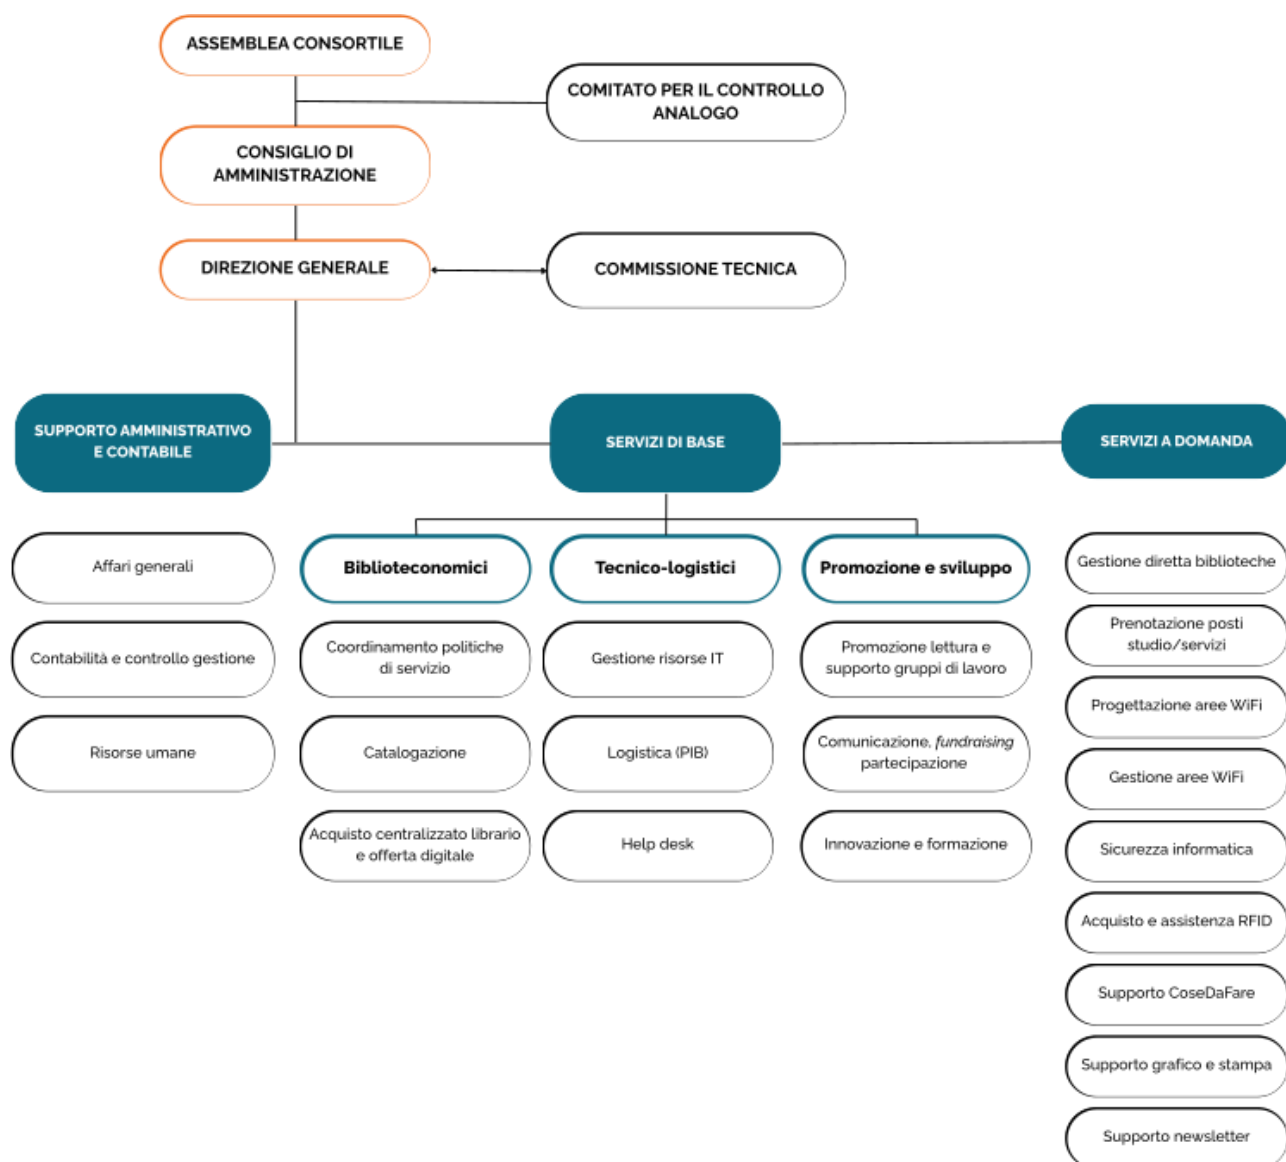 ASSEMBLEA CONSORTILE
COMITATO PER IL CONTROLLO
ANALOGO
CONSIGLIO DI
AMMINISTRAZIONE
DIREZIONE GENERALE
COMMISSIONE TECNICA
SUPPORTO AMMINISTRATIVO
E CONTABILE
SERVIZI DI BASE
SERVIZI A DOMANDA
Affari generali
Contabilità e controllo gestione
Risorse umane
Biblioteconomici
Coordinamento politiche
di servizio
Catalogazione
Acquisto centralizzato librario
e offerta digitale
Tecnico-logistici
Gestione risorse IT
Logistica (PIB)
Help desk
Promozione e sviluppo
Promozione lettura e
supporto gruppi di lavoro
Comunicazione, fundraising
partecipazione
Innovazione e formazione
Gestione diretta biblioteche
Prenotazione posti
studio/servizi
Progettazione aree WiFi
Gestione aree WiFi
Sicurezza informatica
Acquisto e assistenza RFID
Supporto CoseDaFare
Supporto grafico e stampa
Supporto newsletter